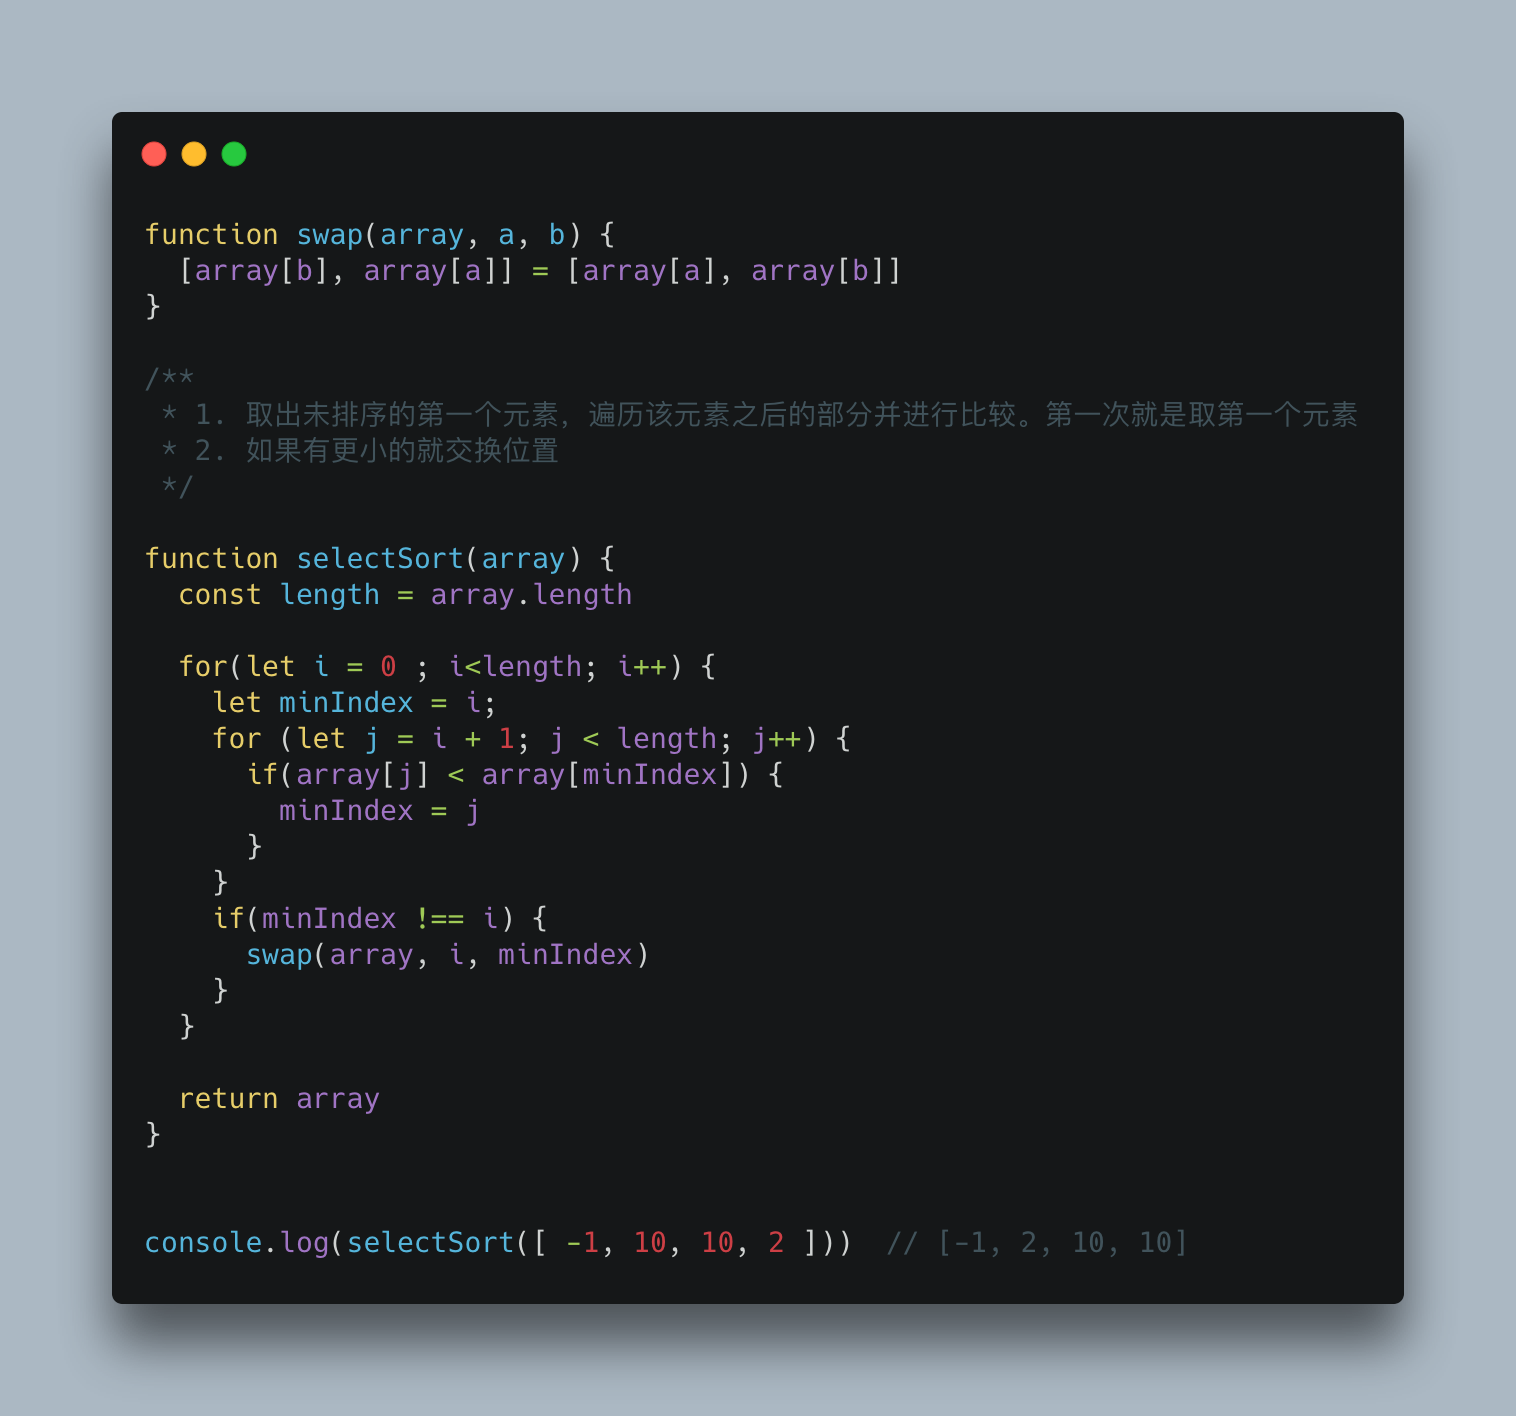 function swap(array, a, b) {
  [array[b], array[a]] = [array[a], array[b]]
}
/**
 * 1. 取出未排序的第一个元素，遍历该元素之后的部分并进行比较。第一次就是取第一个元素
 * 2. 如果有更小的就交换位置
 */
function selectSort(array) {
  const length = array.length
  for(let i = 0 ; i<length; i++) {
    let minIndex = i;
    for (let j = i + 1; j < length; j++) {
      if(array[j] < array[minIndex]) {
        minIndex = j
      }
    }
    if(minIndex !== i) {
      swap(array, i, minIndex)
    }
  }
  return array
}
console.log(selectSort([ -1, 10, 10, 2 ]))  // [-1, 2, 10, 10]